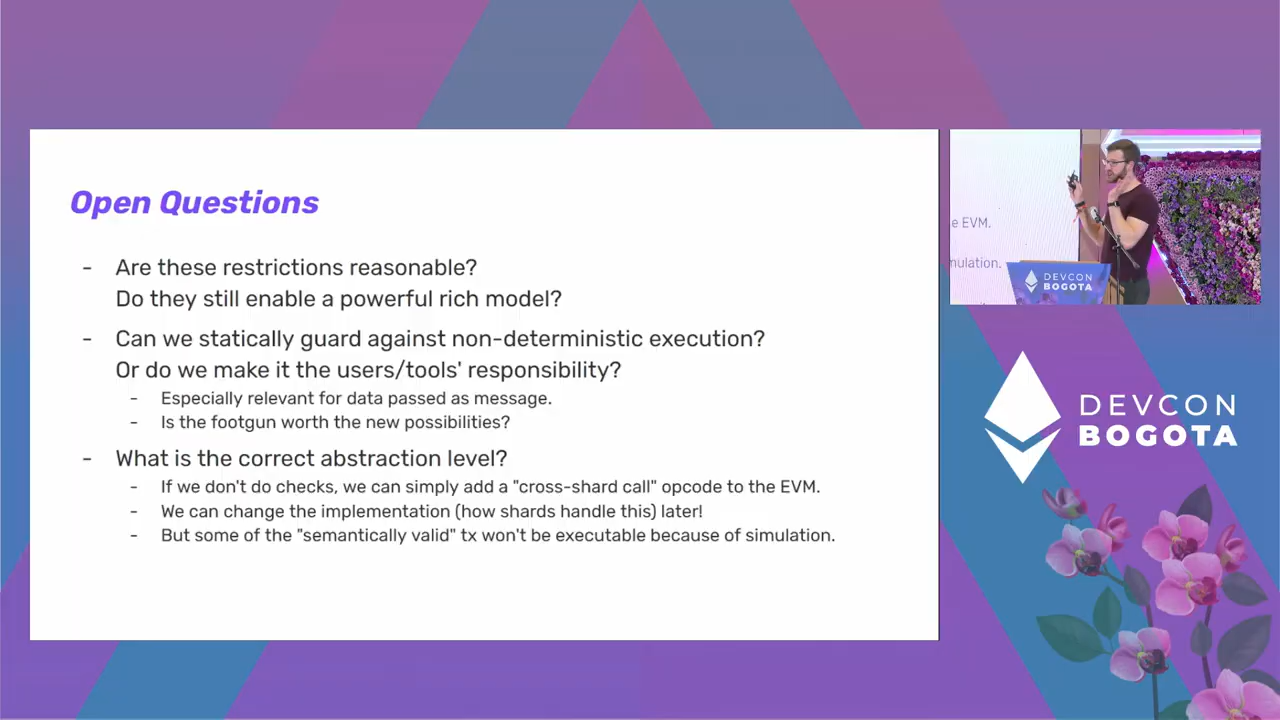 Open Questions
- Are these restrictions reasonable?
Do they still enable a powerful rich model?
- Can we statically guard against non-deterministic execution?
Or do we make it the users/tools' responsibility?
- Especially relevant for data passed as message.
- Is the footgun worth the new possibilities?
- What is the correct abstraction level?
- If we don't do checks, we can simply add a "cross-shard call" opcode to the EVM.
- We can change the implementation (how shards handle this) later!
- But some of the "semantically valid" tx won't be executable because of simulation.
e EVM.
mulation.
DEVCON
BOGOTA
DEVCON
BOGOTA